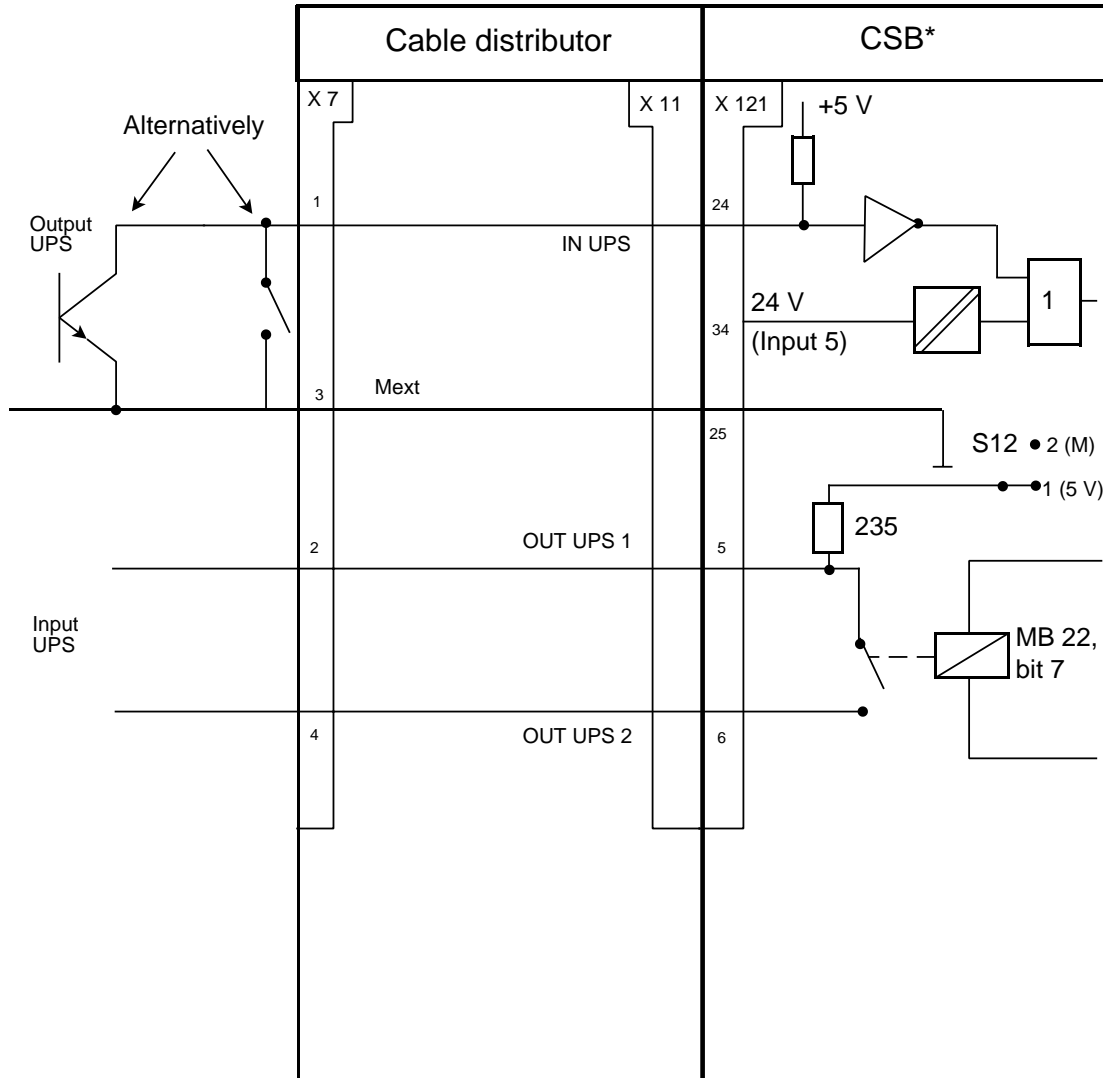 Cable distributor
CSB*
X 7
X 11
X 121
+5 V
Alternatively
1
24
Output
UPS
IN UPS
24 V
1
34
(Input 5)
3
Mext
25
S12
2 (M)
1 (5 V)
235
2
OUT UPS 1
5
Input
UPS
MB 22,
bit 7
4
OUT UPS 2
6